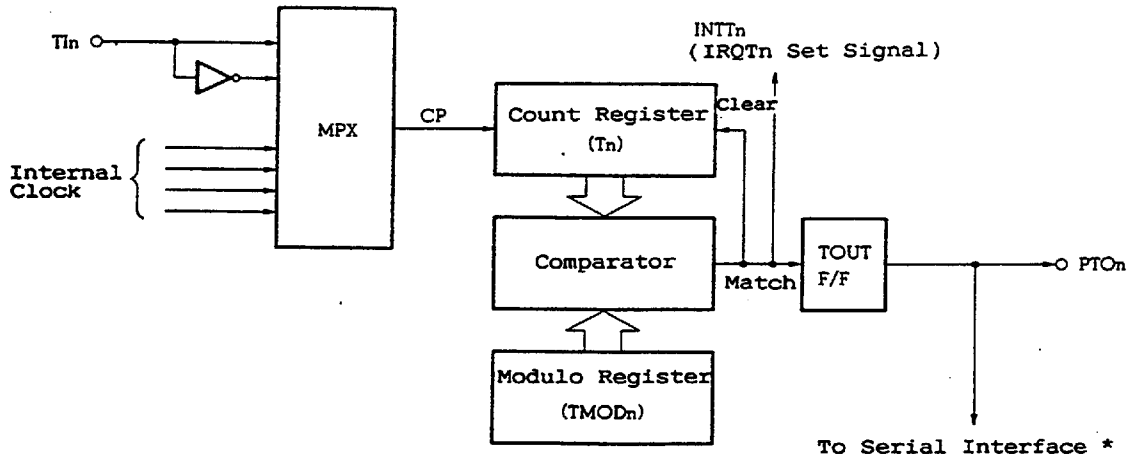 INTTn
(IRQTn Set Signal)
TIn
MPX
CP
Count Register
(Tn)
Clear
Internal
Clock
Comparator
Match
TOUT
F/F
PTOn
Modulo Register
(TMODn)
To Serial Interface *